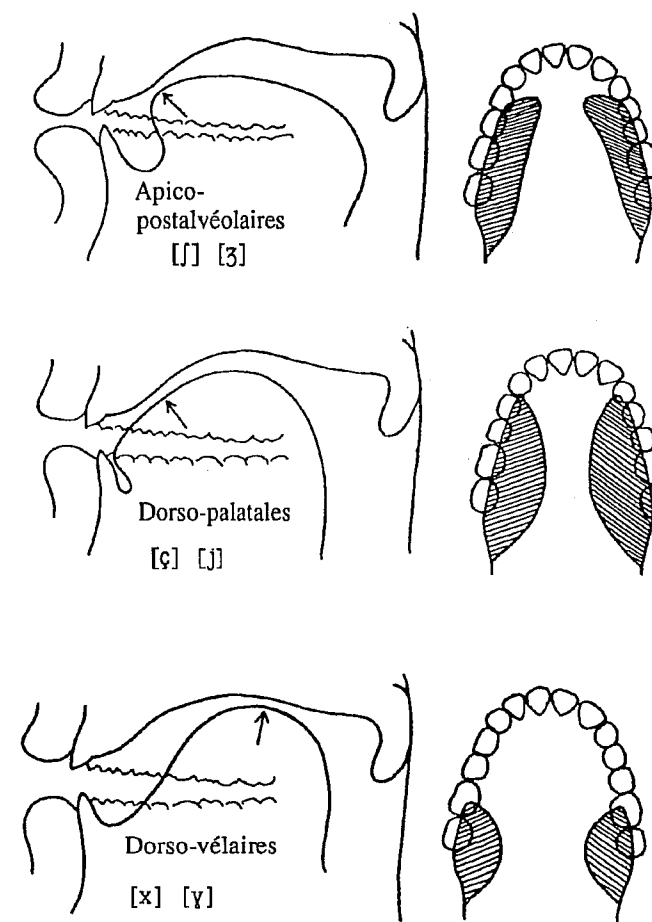 Apico-
postalvéolaires
[ʃ] [ʒ]
Dorso-palatales
[ç] [j]
Dorso-vélaires
[x] [ɣ]